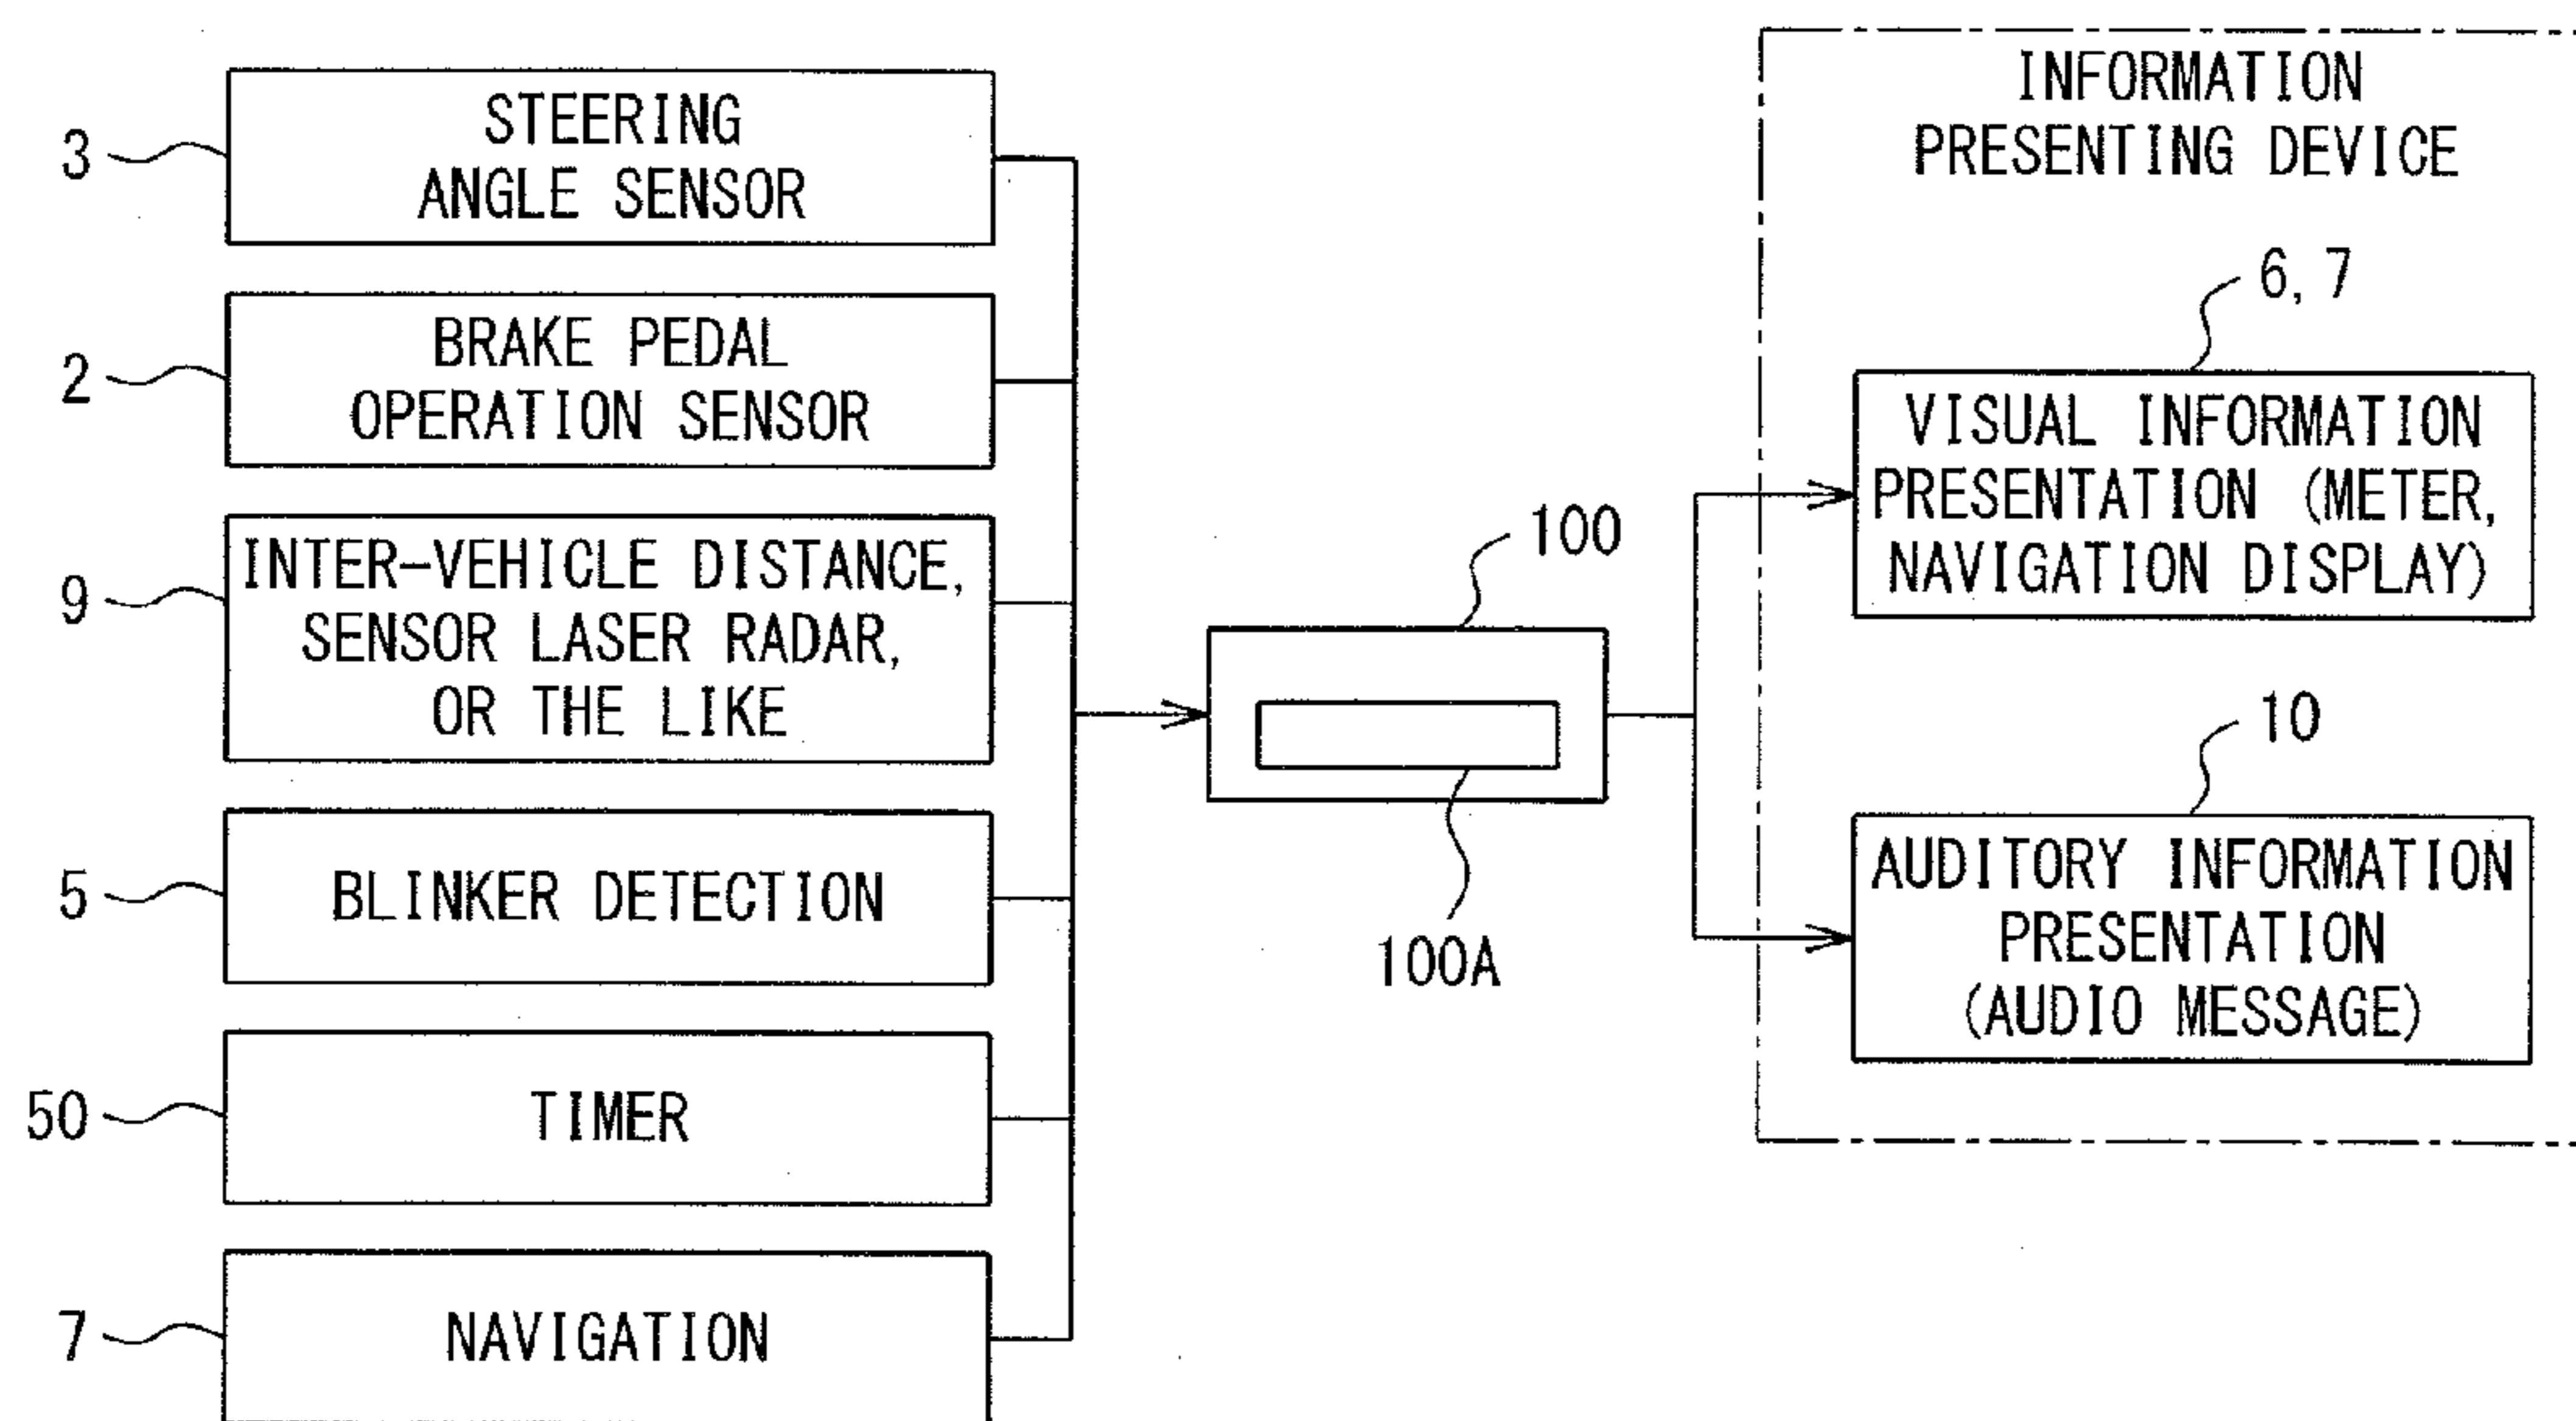 3
STEERING
ANGLE SENSOR
2
BRAKE PEDAL
OPERATION SENSOR
9
INTER-VEHICLE DISTANCE,
SENSOR LASER RADAR,
OR THE LIKE
5
BLINKER DETECTION
50
TIMER
7
NAVIGATION
100
100A
INFORMATION
PRESENTING DEVICE
6, 7
VISUAL INFORMATION
PRESENTATION (METER,
NAVIGATION DISPLAY)
10
AUDITORY INFORMATION
PRESENTATION
(AUDIO MESSAGE)